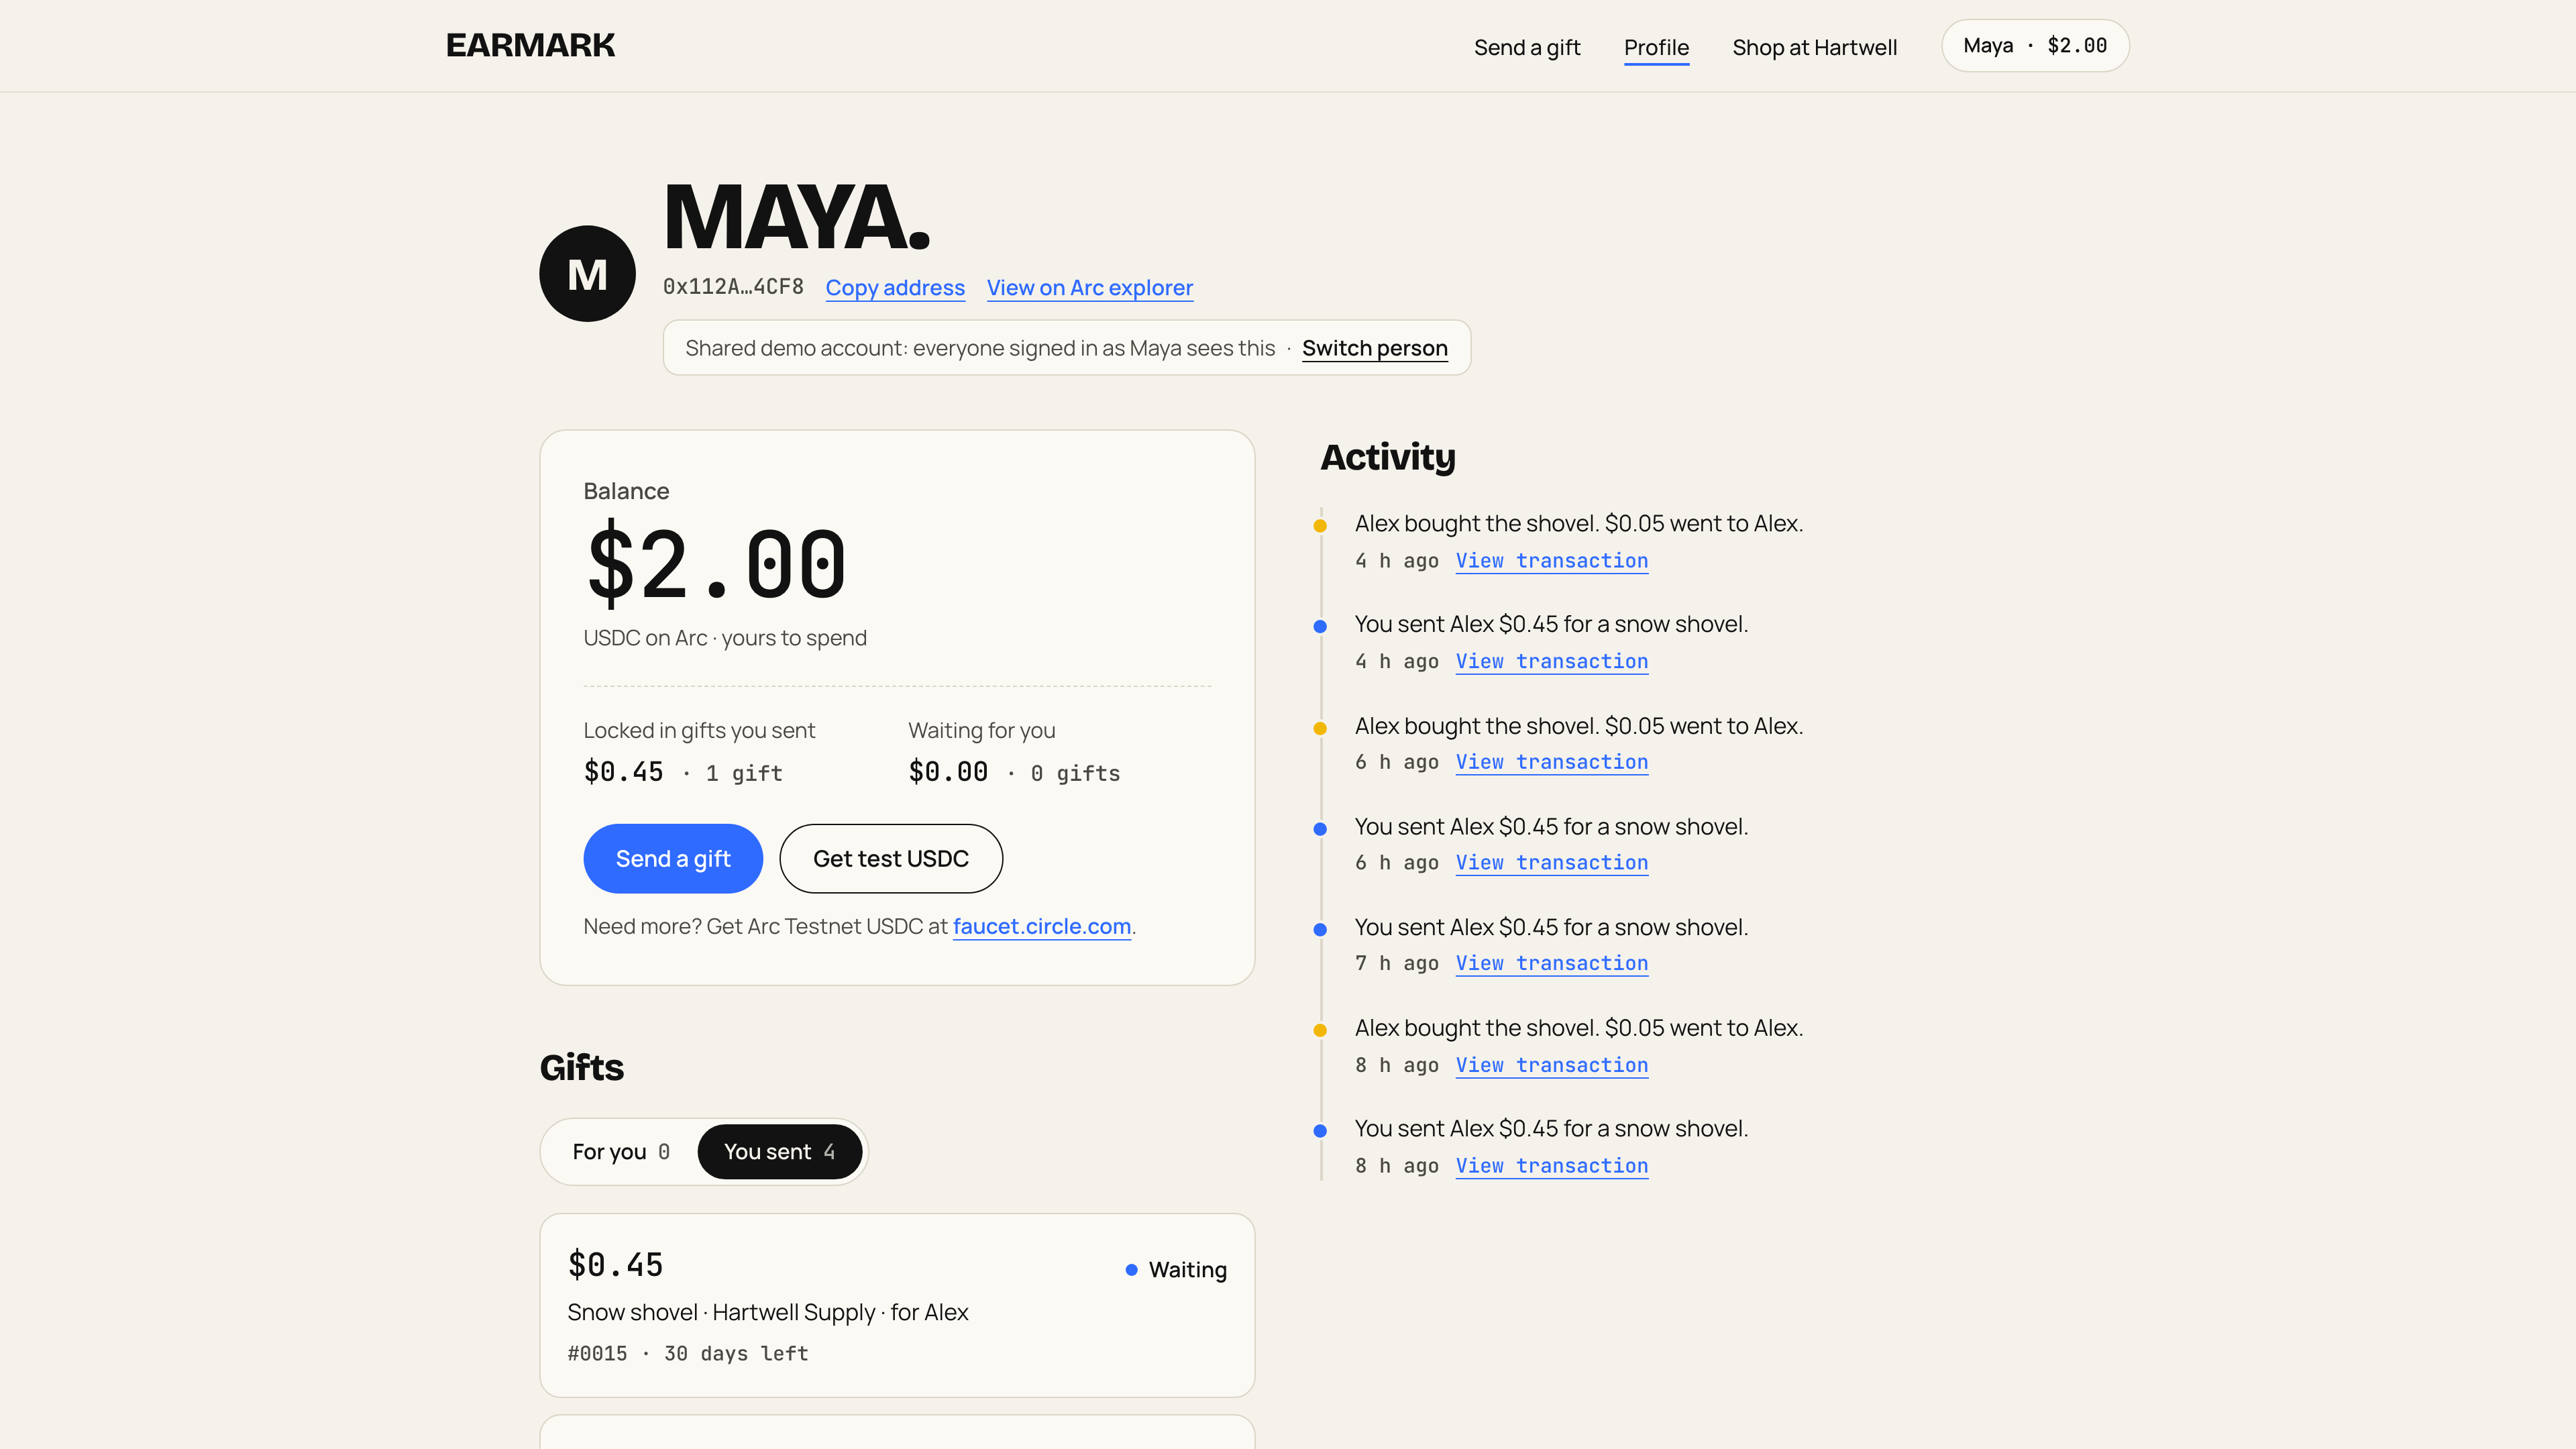 EARMARK
Send a gift
Profile
Shop at Hartwell
Maya · $2.00
M
MAYA.
0x112A…4CF8 Copy address View on Arc explorer
Shared demo account: everyone signed in as Maya sees this · Switch person
Balance
$2.00
USDC on Arc · yours to spend
Locked in gifts you sent
$0.45 · 1 gift
Waiting for you
$0.00 · 0 gifts
Send a gift
Get test USDC
Need more? Get Arc Testnet USDC at faucet.circle.com.
Gifts
For you 0
You sent 4
$0.45
Waiting
Snow shovel · Hartwell Supply · for Alex
#0015 · 30 days left
Activity
Alex bought the shovel. $0.05 went to Alex.
4 h ago View transaction
You sent Alex $0.45 for a snow shovel.
4 h ago View transaction
Alex bought the shovel. $0.05 went to Alex.
6 h ago View transaction
You sent Alex $0.45 for a snow shovel.
6 h ago View transaction
You sent Alex $0.45 for a snow shovel.
7 h ago View transaction
Alex bought the shovel. $0.05 went to Alex.
8 h ago View transaction
You sent Alex $0.45 for a snow shovel.
8 h ago View transaction